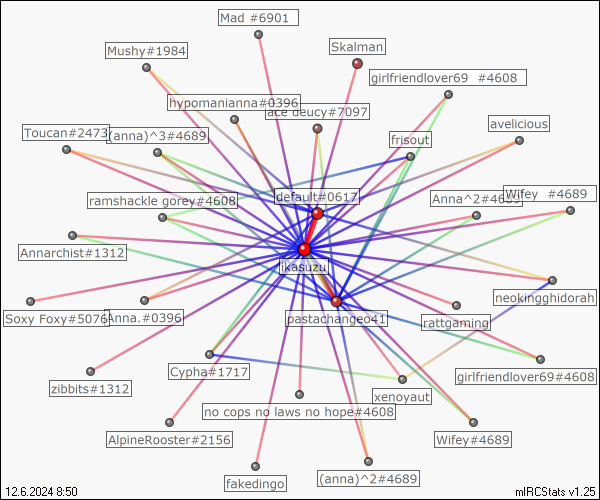 Mad #6901
Skalman
Mushy#1984
girlfriendlover69 #4608
hypomanianna#0396
ace deucy#7097
Toucan#2473
(anna)^3#4689
frisout
avelicious
default#0617
ramshackle gorey#4608
Anna^2#4689
Wifey #4689
Annarchist#1312
jkasuzu
neokingghidorah
Soxy Foxy#5076
Anna.#0396
pastachangeo41
rattgaming
Cypha#1717
girlfriendlover69#4608
zibbits#1312
xenoyaut
no cops no laws no hope#4608
AlpineRooster#2156
Wifey#4689
fakedingo
(anna)^2#4689
12.6.2024 8:50
mIRCStats v1.25